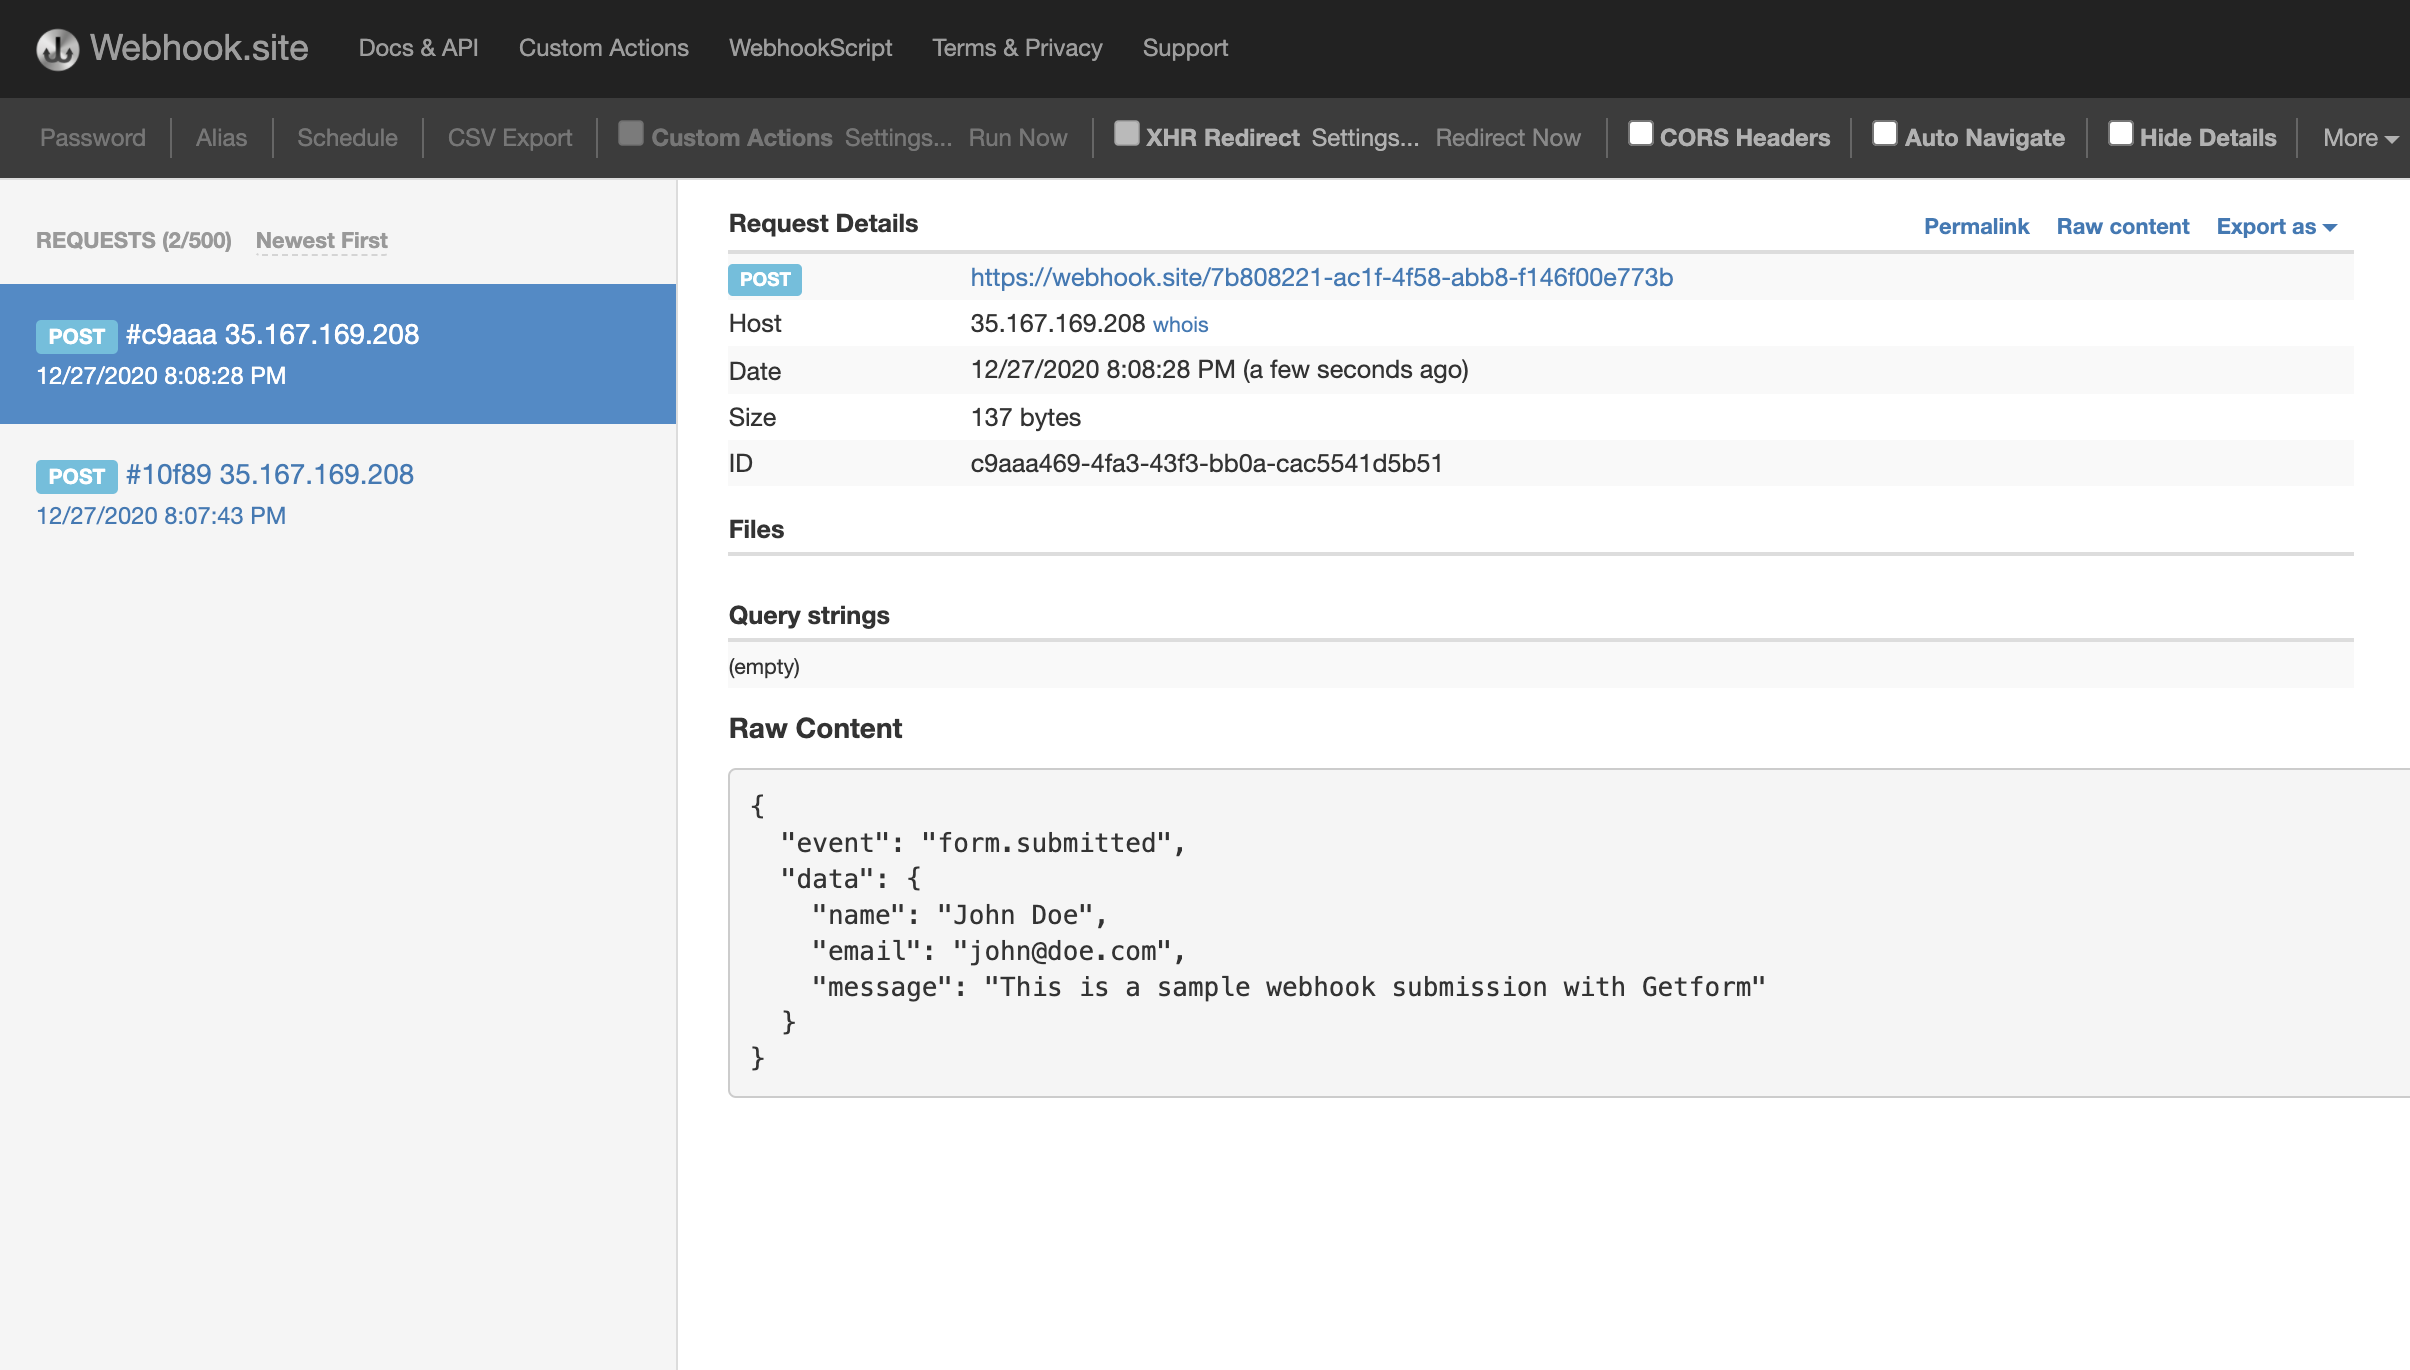 Webhook.site Docs & API Custom Actions WebhookScript Terms & Privacy Support
Password Alias Schedule CSV Export Custom Actions Settings... Run Now XHR Redirect Settings... Redirect Now CORS Headers Auto Navigate Hide Details More
REQUESTS (2/500) Newest First
POST #c9aaa 35.167.169.208
12/27/2020 8:08:28 PM
POST #10f89 35.167.169.208
12/27/2020 8:07:43 PM
Request Details Permalink Raw content Export as
POST https://webhook.site/7b808221-ac1f-4f58-abb8-f146f00e773b
Host 35.167.169.208 whois
Date 12/27/2020 8:08:28 PM (a few seconds ago)
Size 137 bytes
ID c9aaa469-4fa3-43f3-bb0a-cac5541d5b51
Files
Query strings
(empty)
Raw Content
{
  "event": "form.submitted",
  "data": {
    "name": "John Doe",
    "email": "john@doe.com",
    "message": "This is a sample webhook submission with Getform"
  }
}